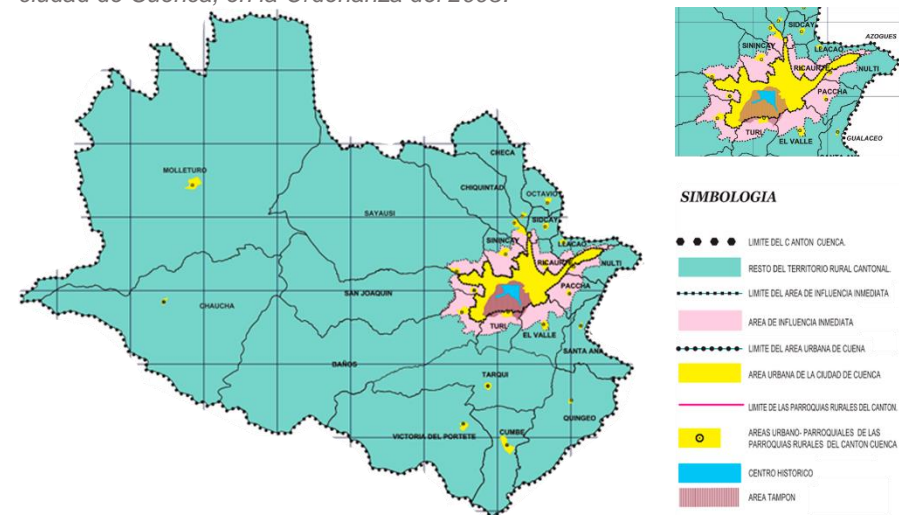 ciudad de Cuenca, en la Ordenanza del
MOLLETURO
CHECA
CHIQUINTAD
OCTAVIO
SAYAUSI
SIDCAY
SININCAY
LLACAO
RICAURTE
NULTI
PACCHA
CHAUCHA
SAN JOAQUIN
TURI
EL VALLE
SANTA ANA
BAÑOS
TARQUI
QUINGEO
VICTORIA DEL PORTETE
CUMBE
SIDCAY
AZOGUES
SININCAY
LLACAO
RICAURTE
NULTI
PACCHA
GUALACEO
TURI
EL VALLE
SIMBOLOGIA
LIMITE DEL C ANTON CUENCA.
RESTO DEL TERRITORIO RURAL CANTONAL.
LIMITE DEL AREA DE INFLUENCIA INMEDIATA
AREA DE INFLUENCIA INMEDIATA
LIMITE DEL AREA URBANA DE CUENA
AREA URBANA DE LA CIUDAD DE CUENCA
LIMITE DE LAS PARROQUIAS RURALES DEL CANTON.
AREAS URBANO- PARROQUIALES DE LAS
PARROQUIAS RURALES DEL CANTON CUENCA
CENTRO HISTORICO
AREA TAMPON